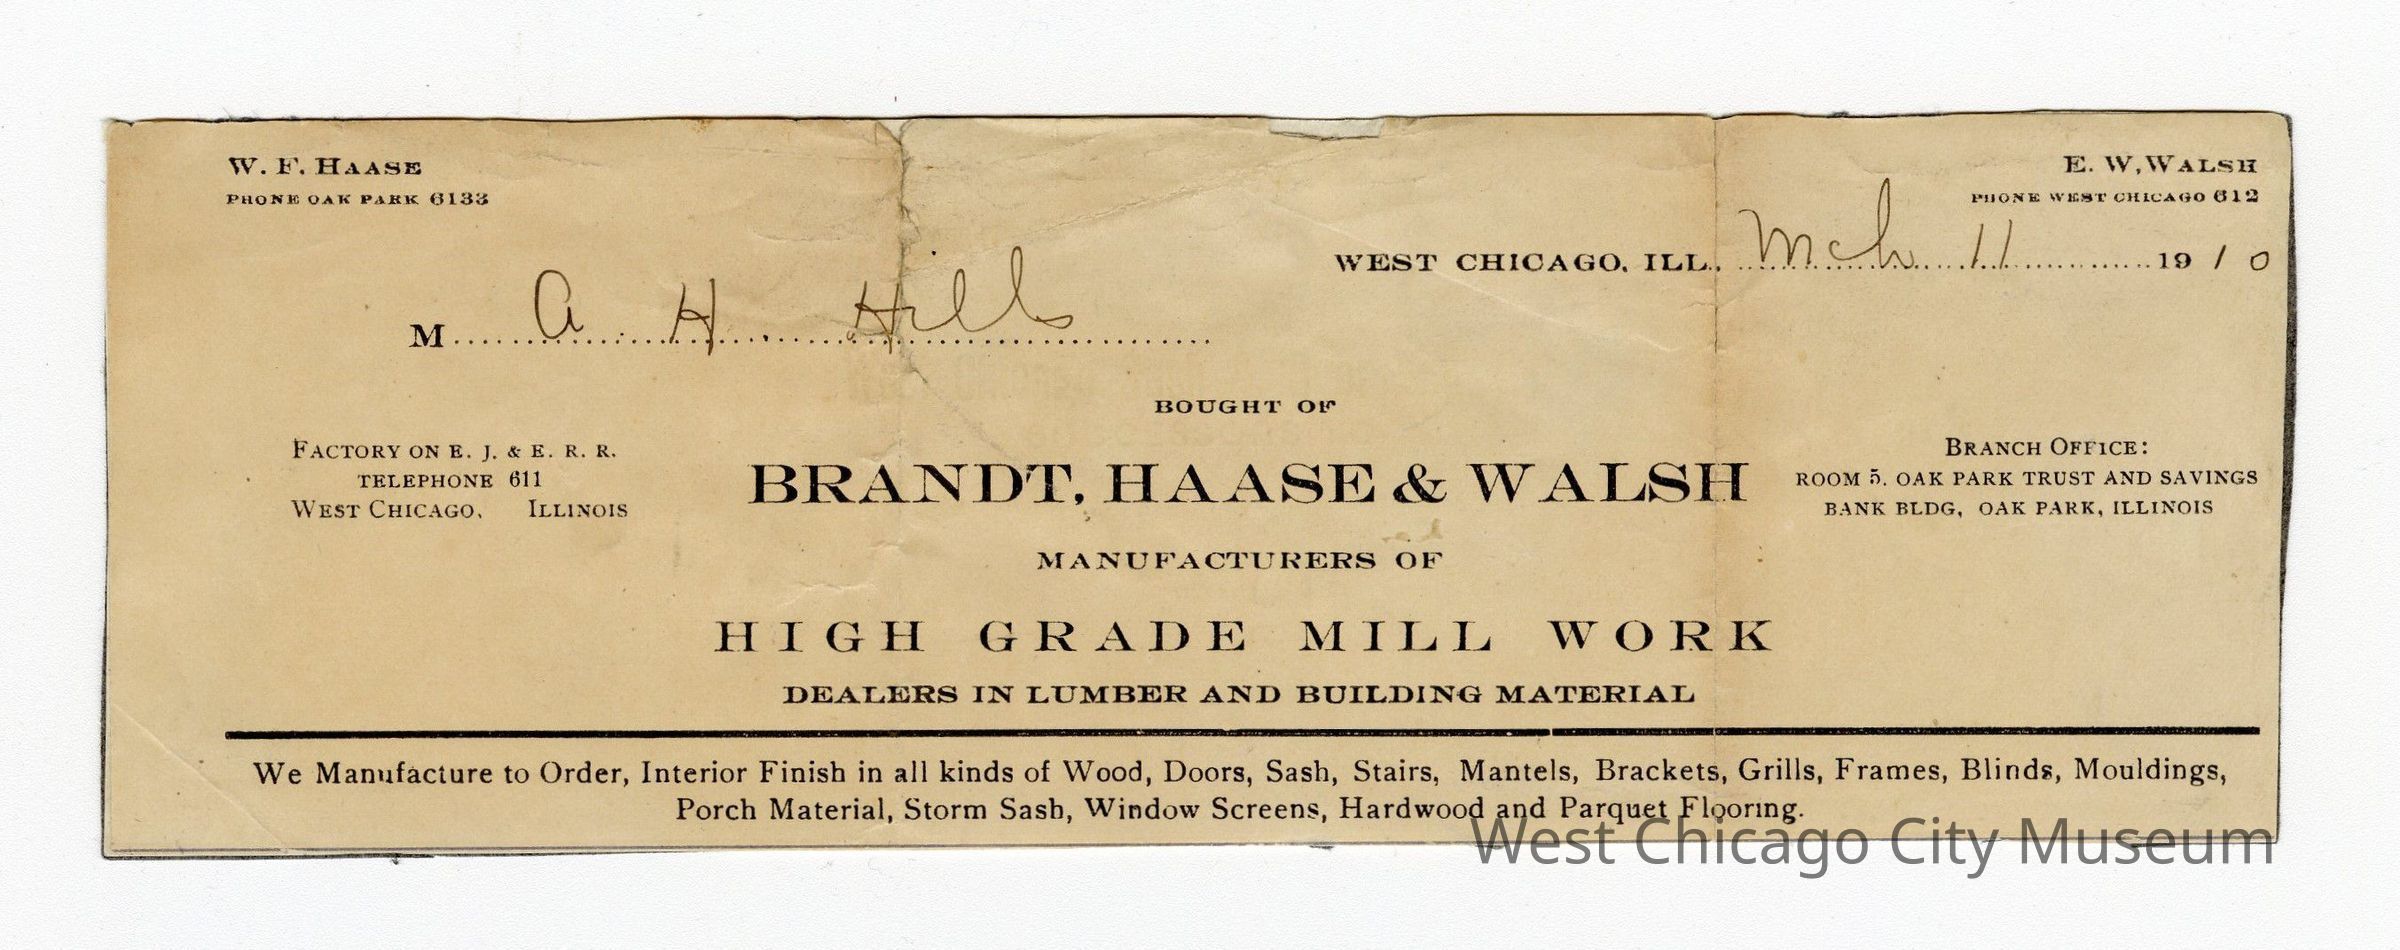 W. F. HAASE
PHONE OAK PARK 6133
E. W, WALSH
PHONE WEST CHICAGO 612
WEST CHICAGO, ILL., Mch 11 1910
M A. H. Hills
BOUGHT OF
FACTORY ON E. J. & E. R. R.
TELEPHONE 611
WEST CHICAGO, ILLINOIS
BRANDT, HAASE & WALSH
BRANCH OFFICE:
ROOM 5. OAK PARK TRUST AND SAVINGS
BANK BLDG, OAK PARK, ILLINOIS
MANUFACTURERS OF
HIGH GRADE MILL WORK
DEALERS IN LUMBER AND BUILDING MATERIAL
We Manufacture to Order, Interior Finish in all kinds of Wood, Doors, Sash, Stairs, Mantels, Brackets, Grills, Frames, Blinds, Mouldings,
Porch Material, Storm Sash, Window Screens, Hardwood and Parquet Flooring.
West Chicago City Museum